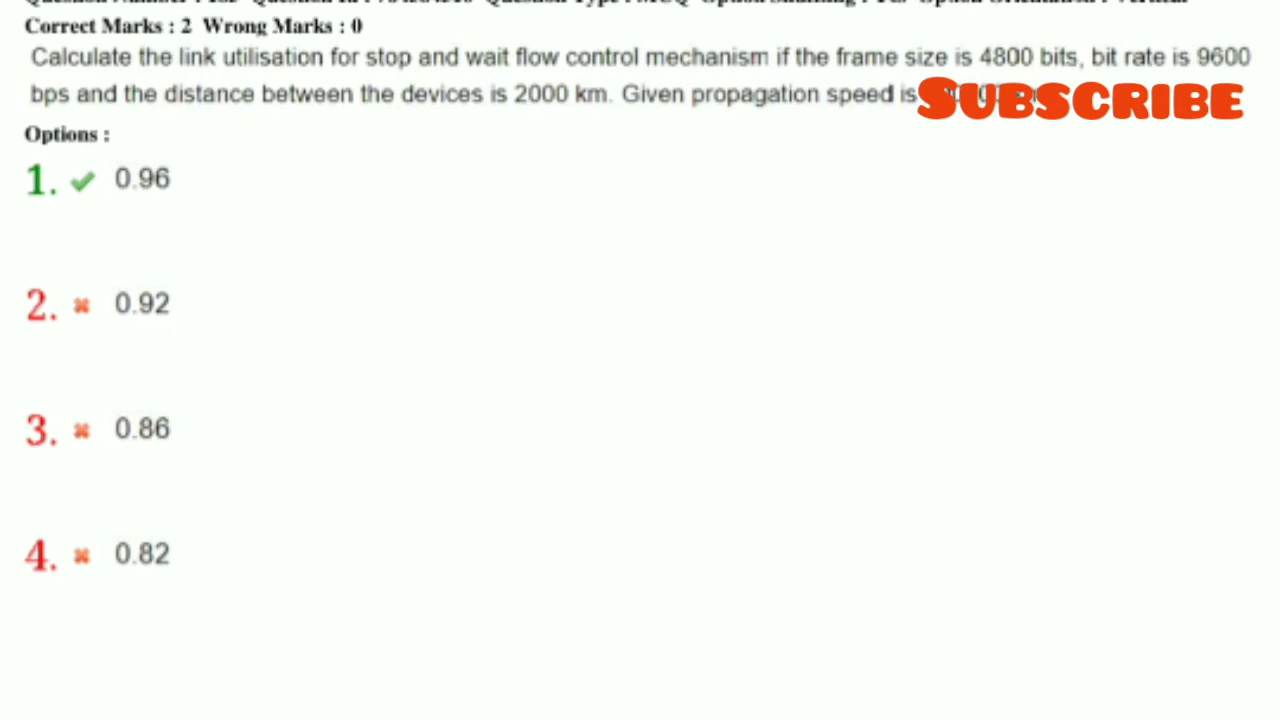 Correct Marks : 2 Wrong Marks : 0
Calculate the link utilisation for stop and wait flow control mechanism if the frame size is 4800 bits, bit rate is 9600
bps and the distance between the devices is 2000 km. Given propagation speed is SUBSCRIBE
Options :
1. 0.96
2. 0.92
3. 0.86
4. 0.82